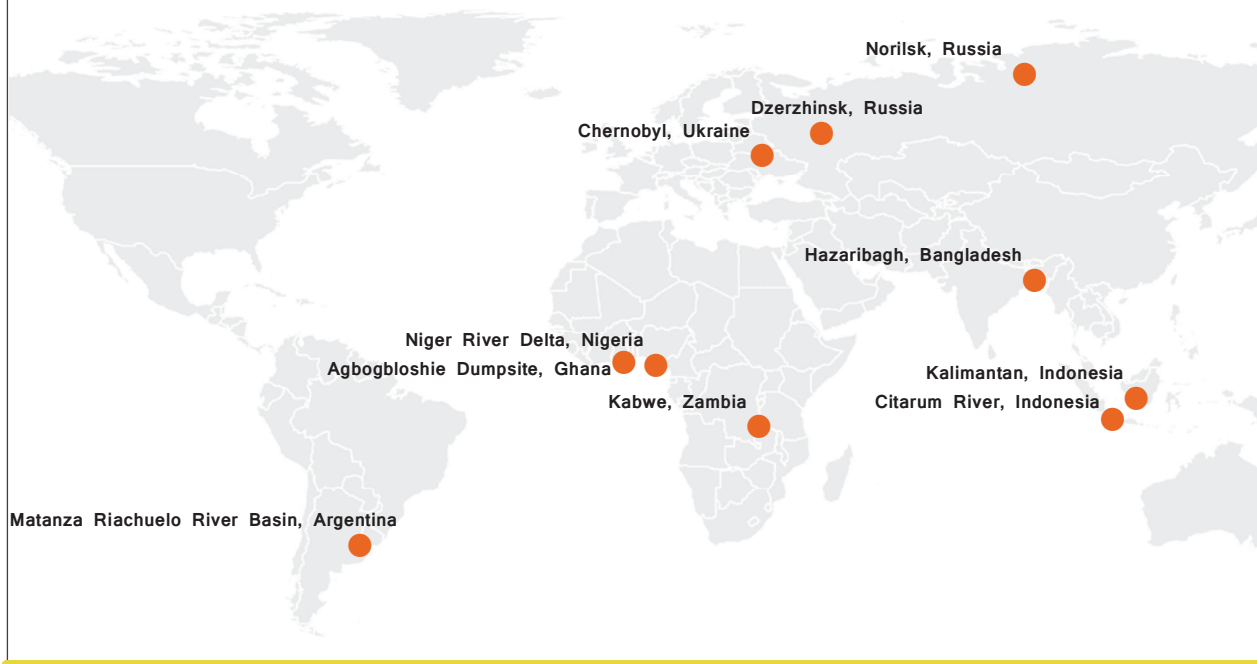 Norilsk, Russia
Dzerzhinsk, Russia
Chernobyl, Ukraine
Hazaribagh, Bangladesh
Niger River Delta, Nigeria
Agbogbloshie Dumpsite, Ghana
Kalimantan, Indonesia
Kabwe, Zambia
Citarum River, Indonesia
Matanza Riachuelo River Basin, Argentina